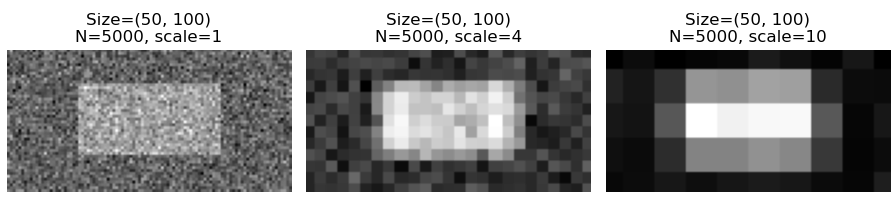 Size=(50, 100)
N=5000, scale=1
Size=(50, 100)
N=5000, scale=4
Size=(50, 100)
N=5000, scale=10